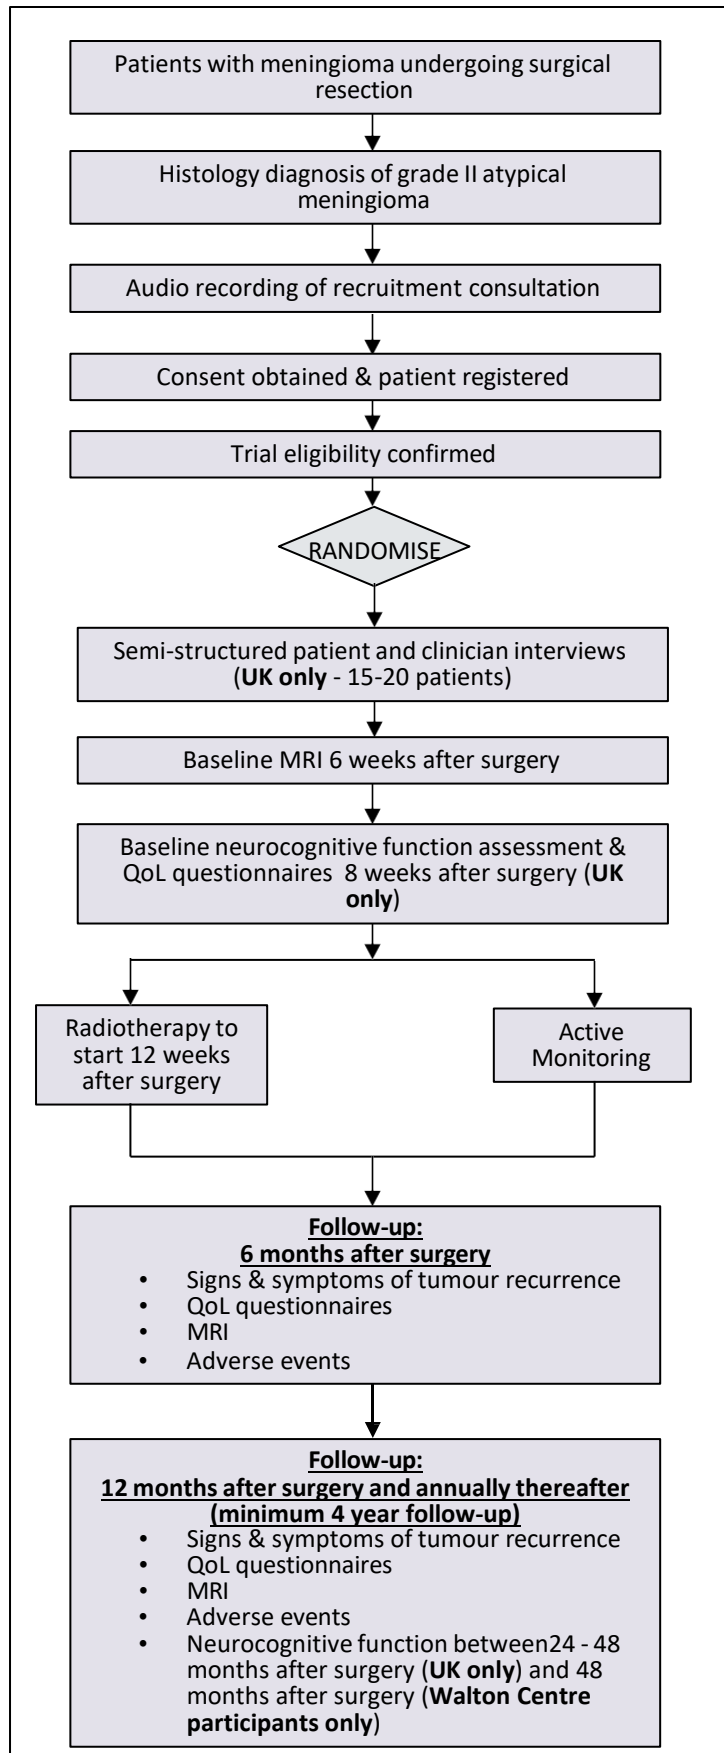 Patients with meningioma undergoing surgical
resection
Histology diagnosis of grade II atypical
meningioma
Audio recording of recruitment consultation
Consent obtained & patient registered
Trial eligibility confirmed
RANDOMISE
Semi-structured patient and clinician interviews
(UK only - 15-20 patients)
Baseline MRI 6 weeks after surgery
Baseline neurocognitive function assessment &
QoL questionnaires 8 weeks after surgery (UK
only)
Radiotherapy to
start 12 weeks
after surgery
Active
Monitoring
Follow-up:
6 months after surgery
• Signs & symptoms of tumour recurrence
• QoL questionnaires
• MRI
• Adverse events
Follow-up:
12 months after surgery and annually thereafter
(minimum 4 year follow-up)
• Signs & symptoms of tumour recurrence
• QoL questionnaires
• MRI
• Adverse events
• Neurocognitive function between24 - 48
months after surgery (UK only) and 48
months after surgery (Walton Centre
participants only)